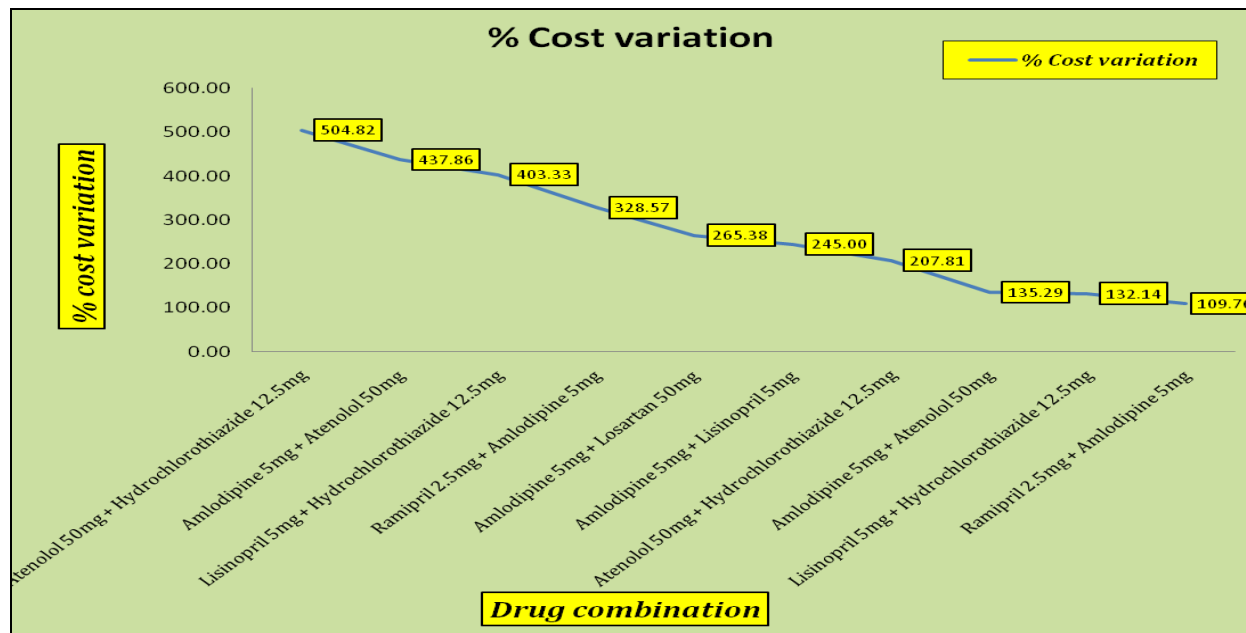 % Cost variation
% Cost variation
% cost variation
600.00
500.00
400.00
300.00
200.00
100.00
0.00
504.82
437.86
403.33
328.57
265.38
245.00
207.81
135.29
132.14
109.76
Atenolol 50mg + Hydrochlorothiazide 12.5mg
Amlodipine 5mg + Atenolol 50mg
Lisinopril 5mg + Hydrochlorothiazide 12.5mg
Ramipril 2.5mg + Amlodipine 5mg
Amlodipine 5mg + Losartan 50mg
Amlodipine 5mg + Lisinopril 5mg
Atenolol 50mg + Hydrochlorothiazide 12.5mg
Amlodipine 5mg + Atenolol 50mg
Lisinopril 5mg + Hydrochlorothiazide 12.5mg
Ramipril 2.5mg + Amlodipine 5mg
Drug combination